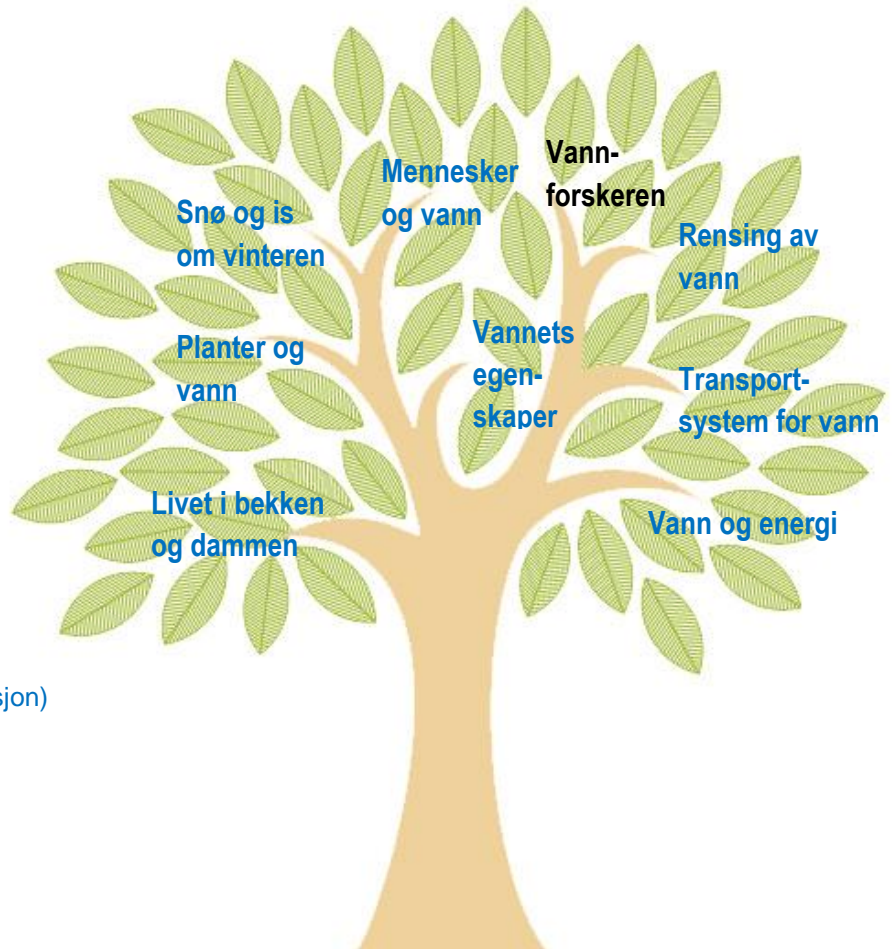 Mennesker
og vann
Vann-
forskeren
Snø og is
om vinteren
Rensing av
vann
Planter og
vann
Vannets
egen-
skaper
Transport-
system for vann
Livet i bekken
og dammen
Vann og energi
sjon)